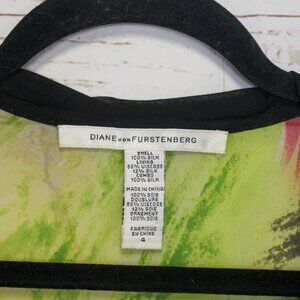 DIANE VON FURSTENBERG
SHELL
100% SILK
LINING
88% VISCOSE
12% SILK
COMBO
100% SILK
MADE IN CHINA
100% SOIE
DOUBLURE
88% VISCOSE
12% SOIE
ORNEMENT
100% SOIE
FABRIQUE
EN CHINE
4